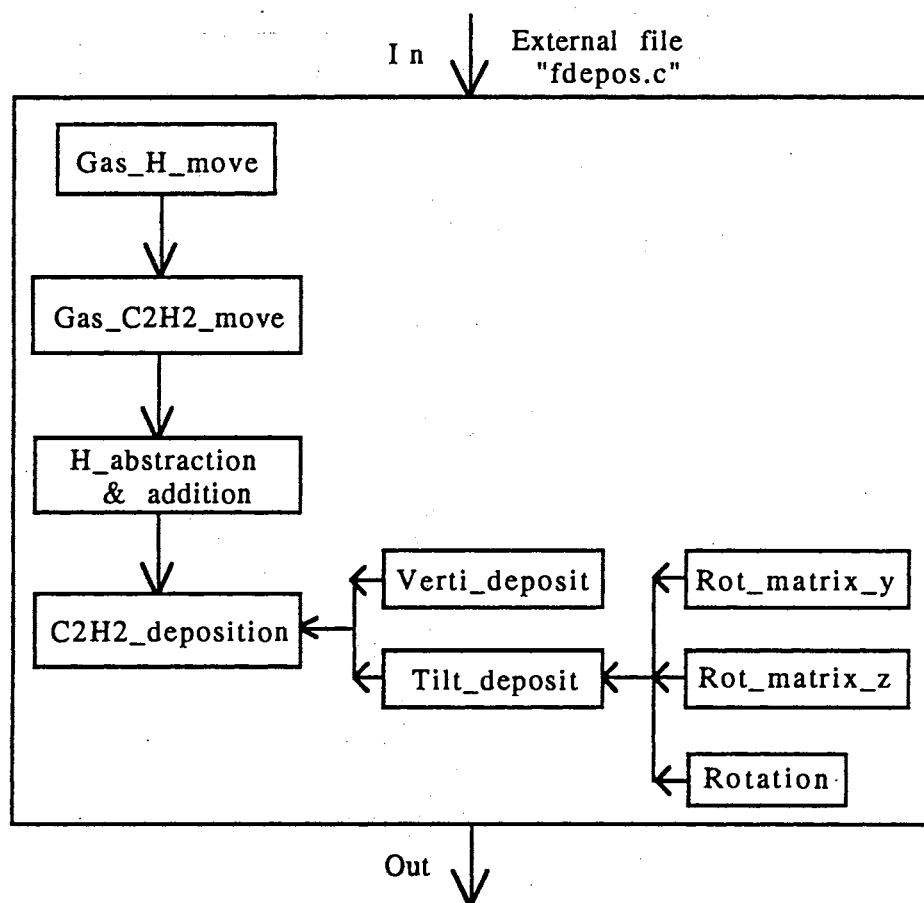 In
External file
"fdepos.c"
Gas_H_move
Gas_C2H2_move
H_abstraction
& addition
C2H2_deposition
Verti_deposit
Tilt_deposit
Rot_matrix_y
Rot_matrix_z
Rotation
Out